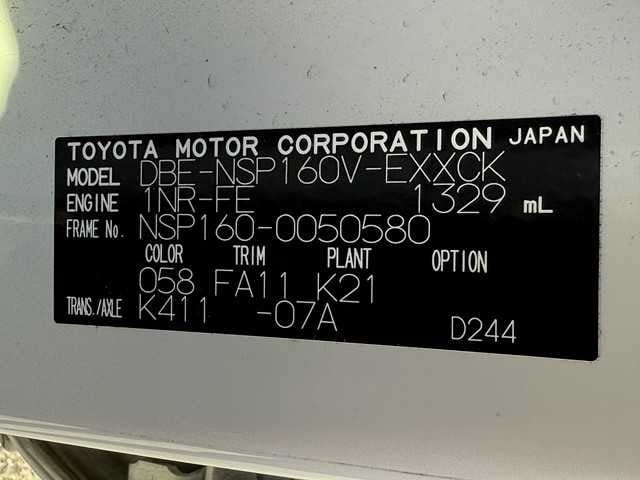 TOYOTA MOTOR CORPORATION JAPAN
MODEL DBE-NSP160V-EXXCK
ENGINE 1NR-FE 1329 mL
FRAME No. NSP160-0050580
COLOR TRIM PLANT OPTION
058 FA11 K21
TRANS./AXLE K411 -07A
D244